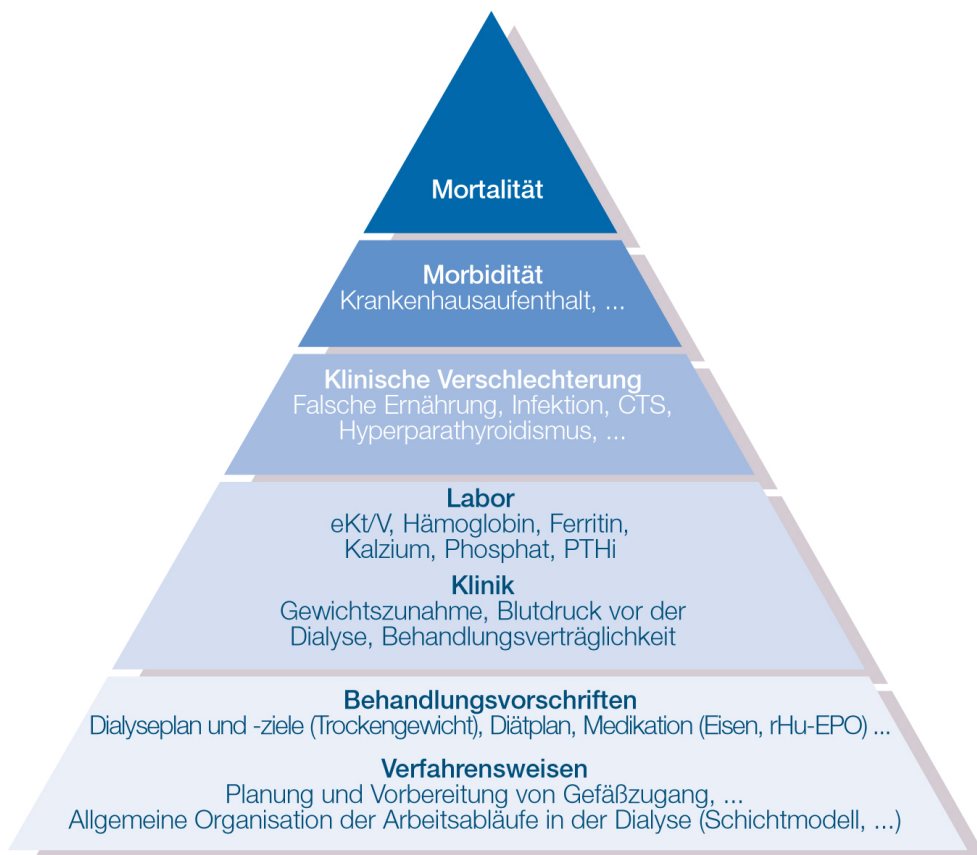 Mortalität
Morbidität
Krankenhausaufenthalt, ...
Klinische Verschlechterung
Falsche Ernährung, Infektion, CTS,
Hyperparathyroidismus, ...
Labor
eKt/V, Hämoglobin, Ferritin,
Kalzium, Phosphat, PTHi
Klinik
Gewichtszunahme, Blutdruck vor der
Dialyse, Behandlungsverträglichkeit
Behandlungsvorschriften
Dialyseplan und -ziele (Trockengewicht), Diätplan, Medikation (Eisen, rHu-EPO) ...
Verfahrensweisen
Planung und Vorbereitung von Gefäßzugang, ...
Allgemeine Organisation der Arbeitsabläufe in der Dialyse (Schichtmodell, ...)